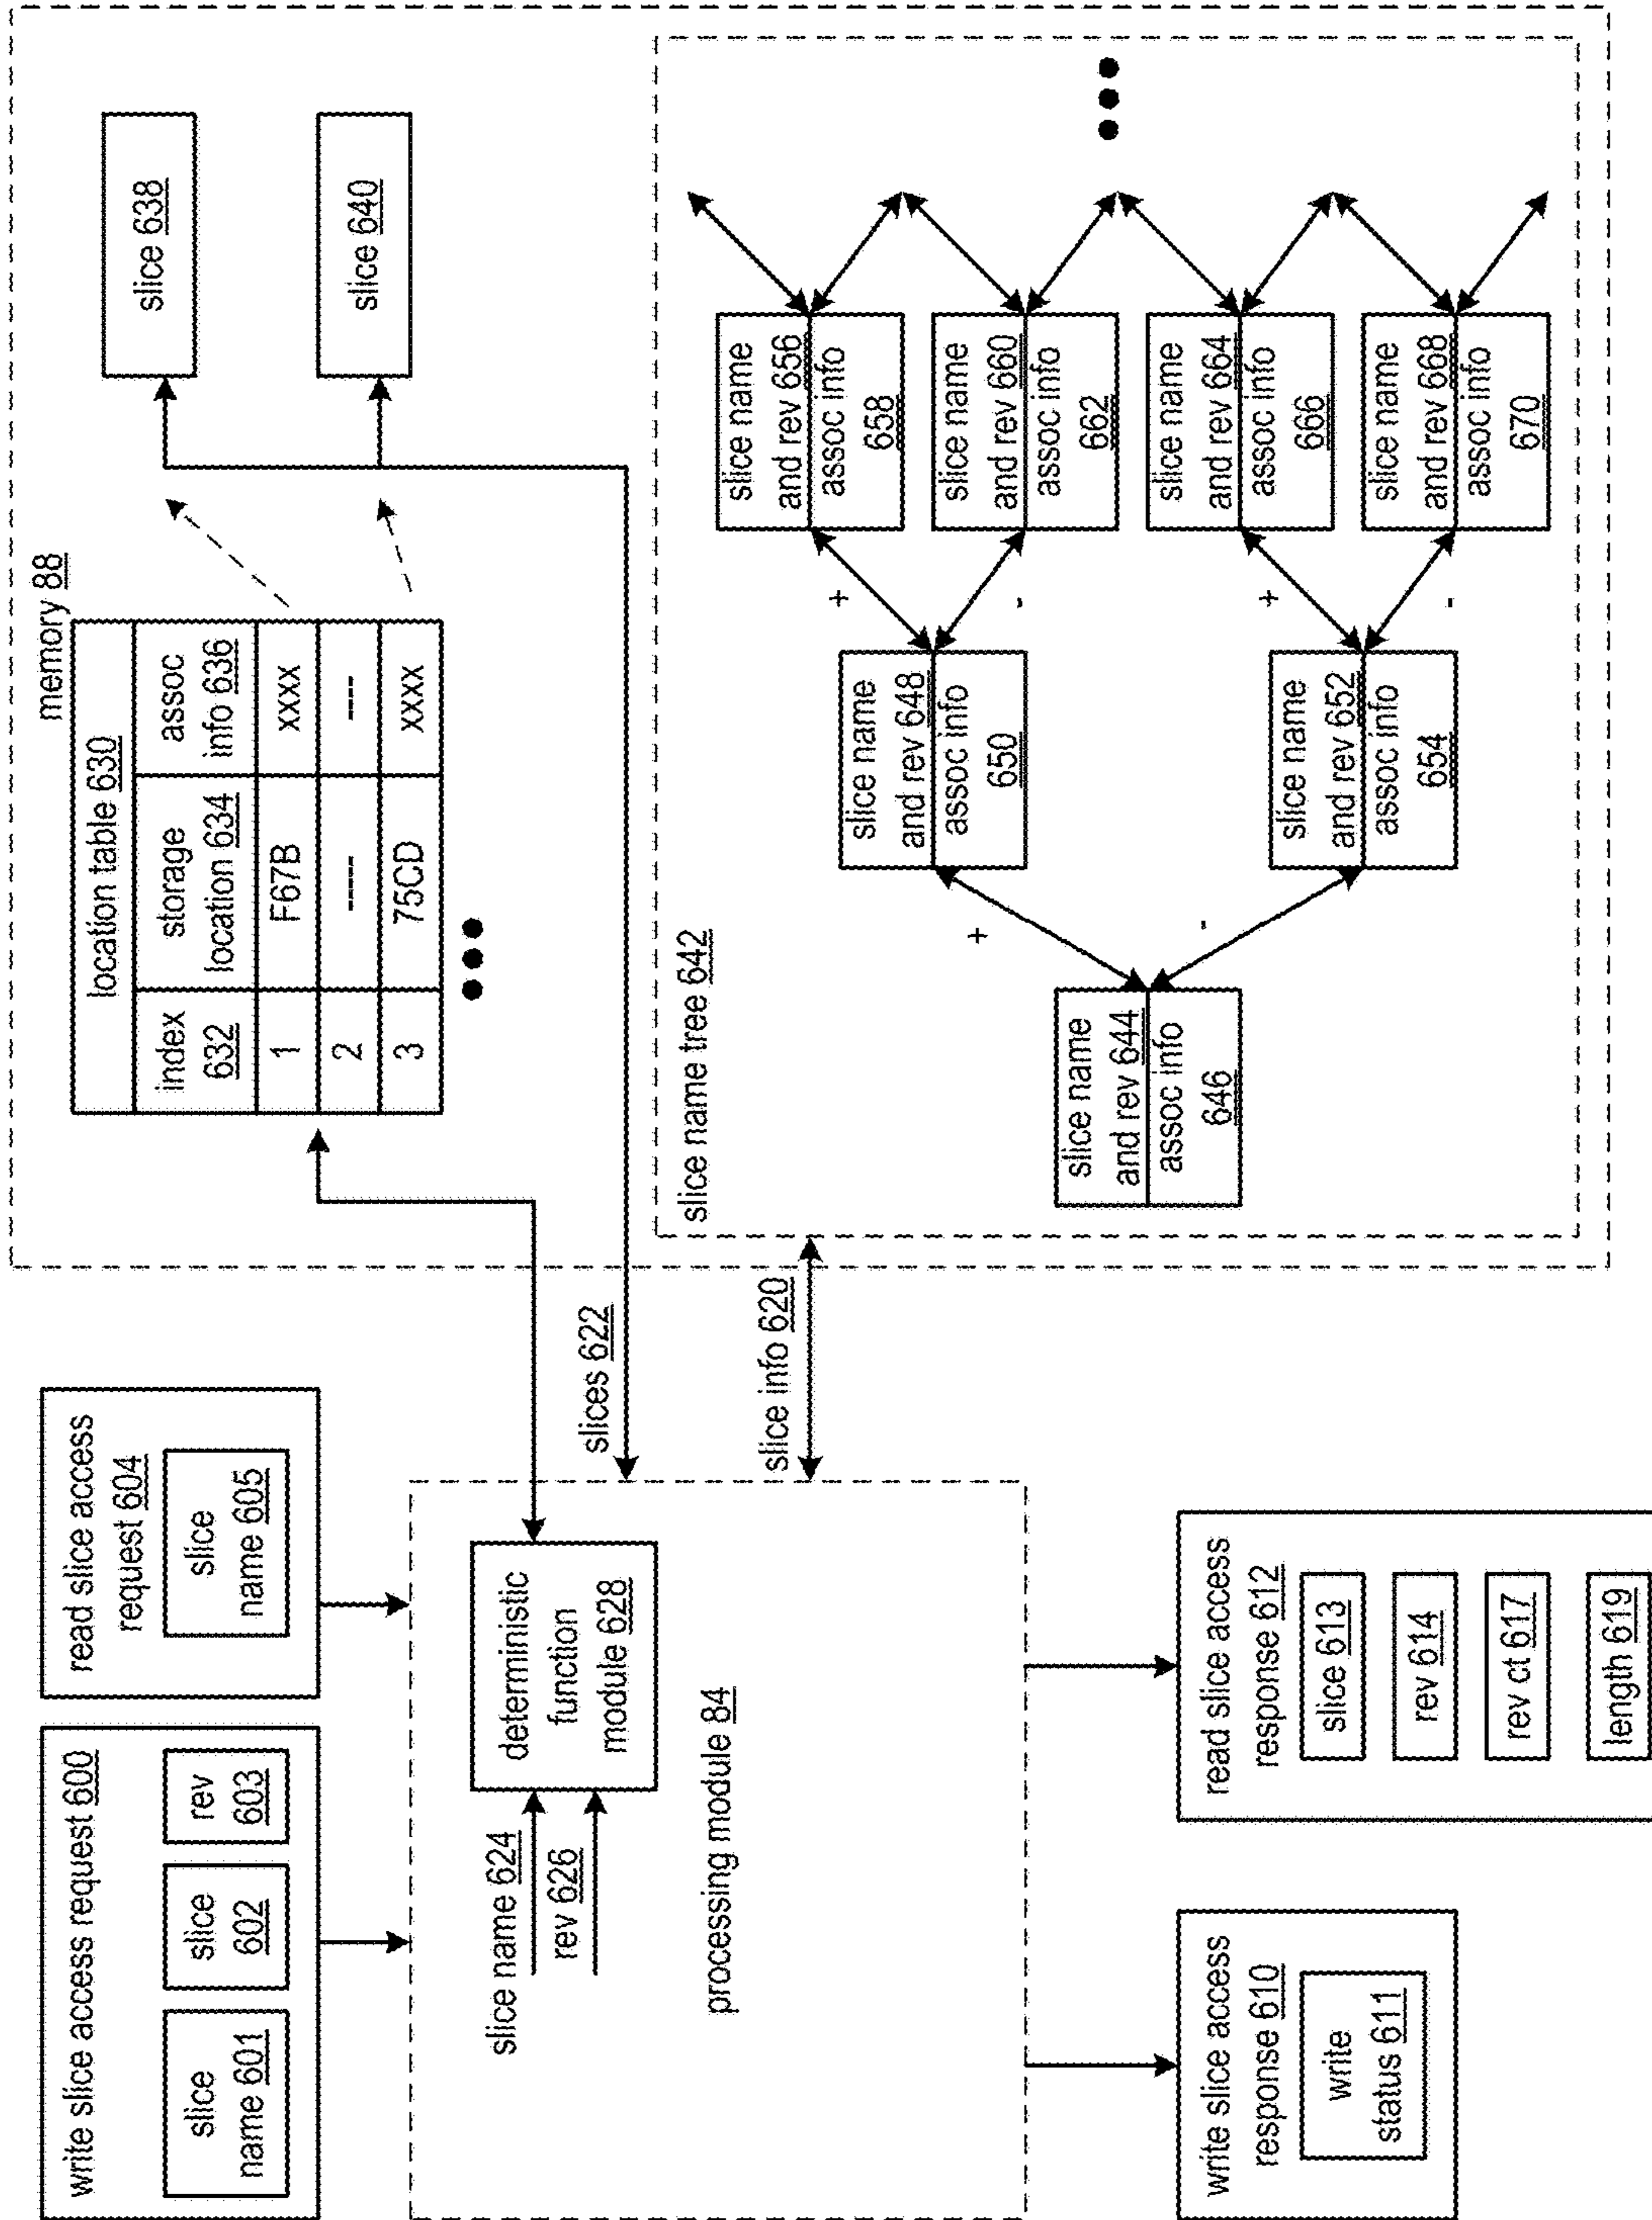 write slice access request 600
slice
name 601
slice
602
rev
603
read slice access
request 604
slice
name 605
slice name 624
rev 626
deterministic
function
module 628
processing module 84
slices 622
slice info 620
write slice access
response 610
write
status 611
read slice access
response 612
slice 613
rev 614
rev ct 617
length 619
memory 88
location table 630
index
632
storage
location 634
assoc
info 636
1
F67B
xxxx
2
----
----
3
75CD
xxxx
slice 638
slice 640
slice name tree 642
slice name
and rev 644
assoc info
646
+
-
slice name
and rev 648
assoc info
650
slice name
and rev 652
assoc info
654
+
-
+
-
slice name
and rev 656
assoc info
658
slice name
and rev 660
assoc info
662
slice name
and rev 664
assoc info
666
slice name
and rev 668
assoc info
670